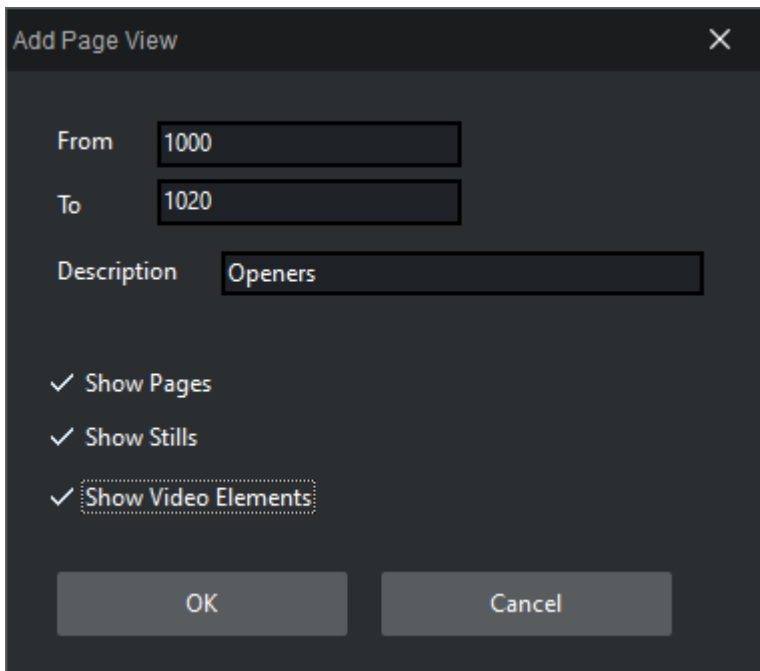 Add Page View
From 1000
To 1020
Description Openers
Show Pages
Show Stills
Show Video Elements
OK Cancel